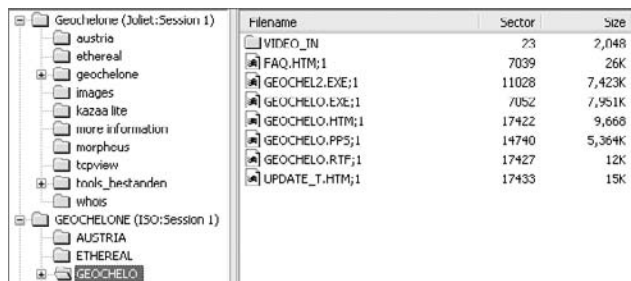 Geochelone (Joliet:Session 1)
austria
ethereal
geochelone
images
kazaa lite
more information
morpheus
tcpview
tools_bestanden
whois
GEOCHELONE (ISO:Session 1)
AUSTRIA
ETHEREAL
GEOCHELO
Filename Sector Size
VIDEO_IN 23 2,048
FAQ.HTM;1 7039 26K
GEOCHEL2.EXE;1 11028 7,423K
GEOCHELO.EXE;1 7052 7,951K
GEOCHELO.HTM;1 17422 9,668
GEOCHELO.PPS;1 14740 5,364K
GEOCHELO.RTF;1 17427 12K
UPDATE_T.HTM;1 17433 15K